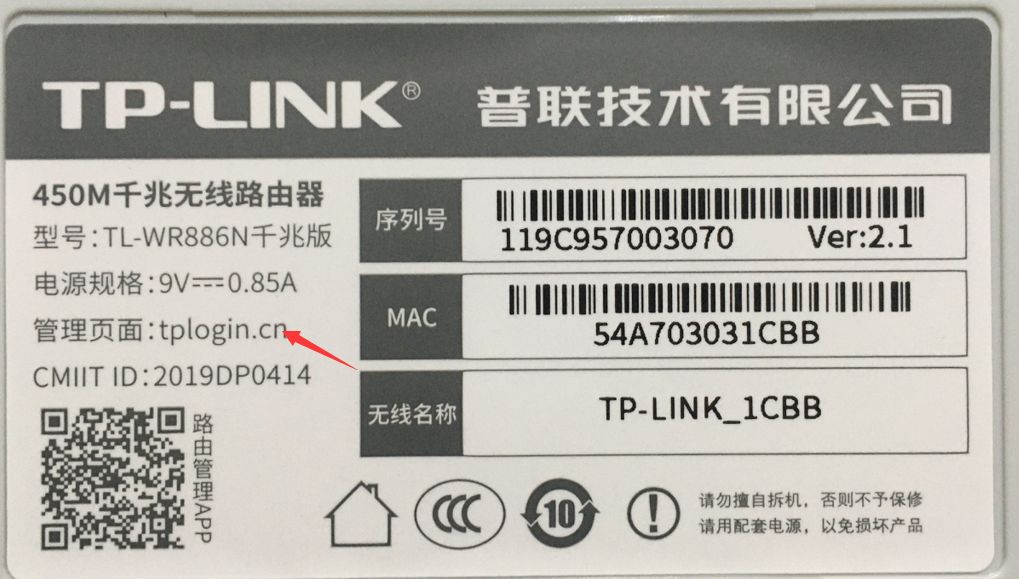 TP-LINK® 普联技术有限公司
450M千兆无线路由器
型号:TL-WR886N千兆版
电源规格:9V⎓0.85A
管理页面:tplogin.cn
CMIIT ID:2019DP0414
路由管理APP
序列号
119C957003070 Ver:2.1
MAC
54A703031CBB
无线名称
TP-LINK_1CBB
CCC
10
!
请勿擅自拆机，否则不予保修
请用配套电源，以免损坏产品